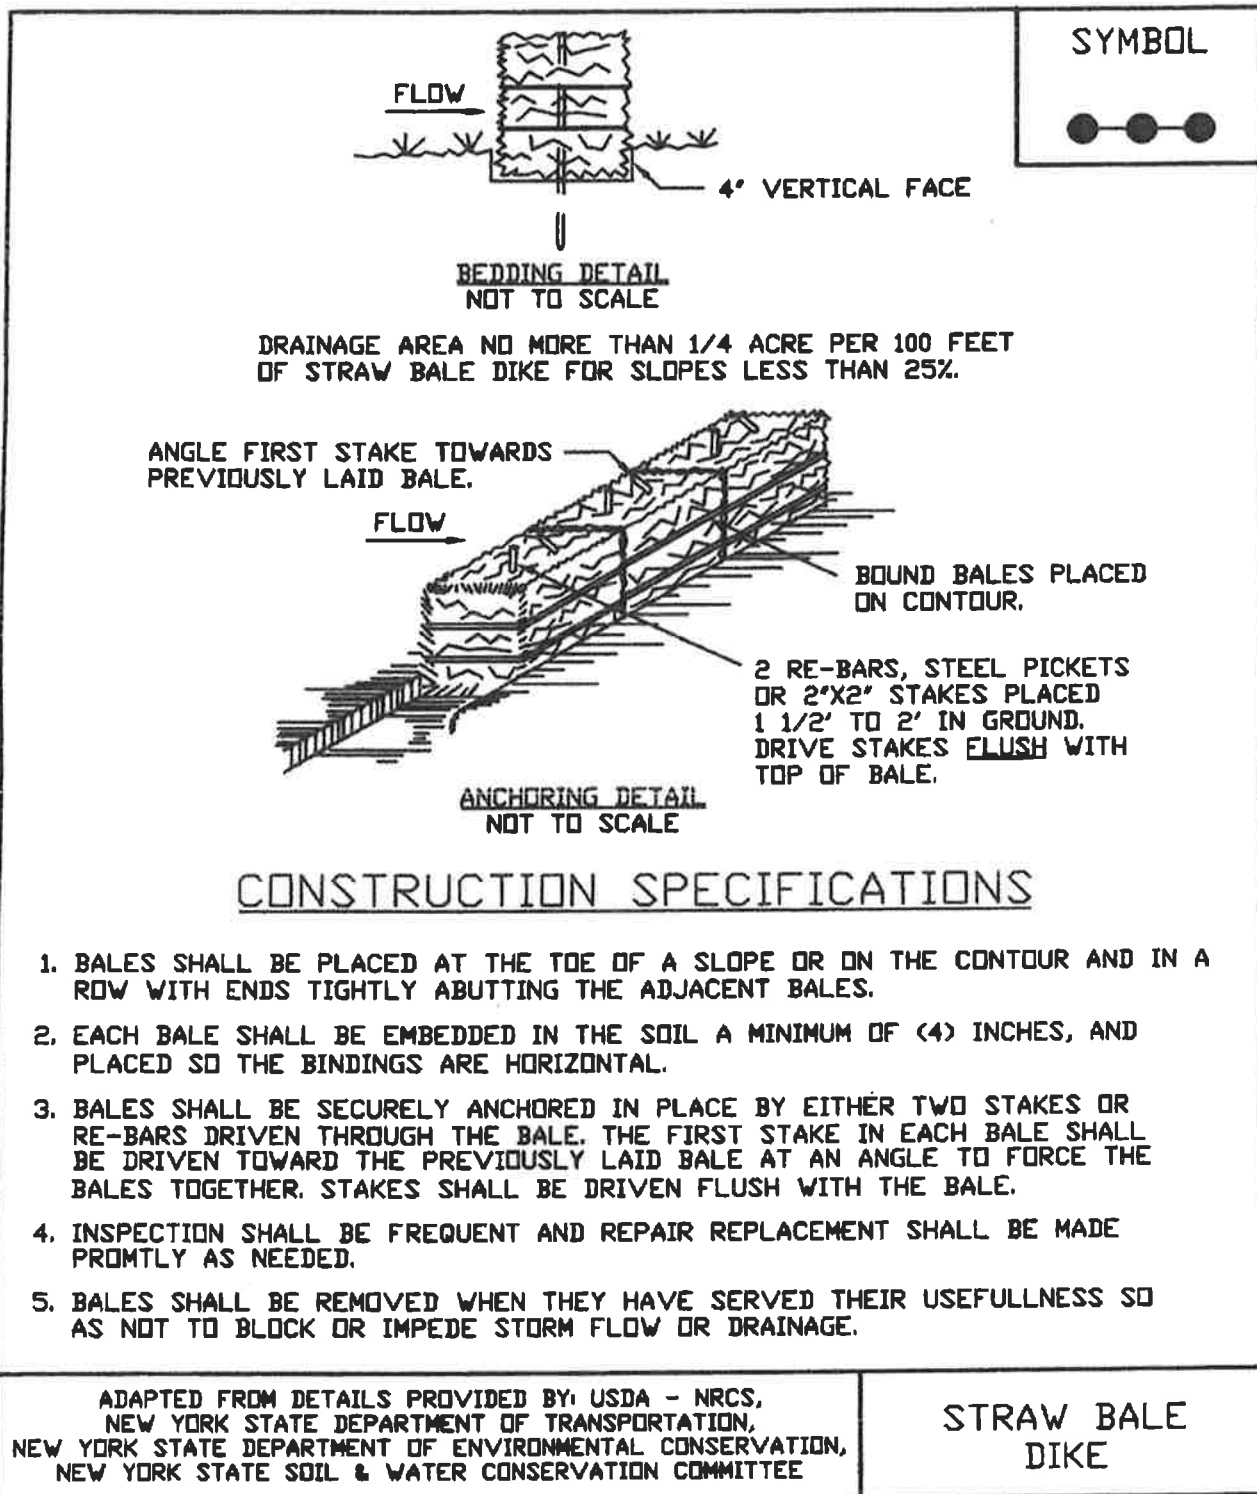 SYMBOL
FLOW
4" VERTICAL FACE
BEDDING DETAIL
NOT TO SCALE
DRAINAGE AREA NO MORE THAN 1/4 ACRE PER 100 FEET
OF STRAW BALE DIKE FOR SLOPES LESS THAN 25%.
ANGLE FIRST STAKE TOWARDS
PREVIOUSLY LAID BALE.
FLOW
BOUND BALES PLACED
ON CONTOUR.
2 RE-BARS, STEEL PICKETS
OR 2"X2" STAKES PLACED
1 1/2' TO 2' IN GROUND.
DRIVE STAKES FLUSH WITH
TOP OF BALE.
ANCHORING DETAIL
NOT TO SCALE
CONSTRUCTION SPECIFICATIONS
1. BALES SHALL BE PLACED AT THE TOE OF A SLOPE OR ON THE CONTOUR AND IN A
ROW WITH ENDS TIGHTLY ABUTTING THE ADJACENT BALES.
2. EACH BALE SHALL BE EMBEDDED IN THE SOIL A MINIMUM OF (4) INCHES, AND
PLACED SO THE BINDINGS ARE HORIZONTAL.
3. BALES SHALL BE SECURELY ANCHORED IN PLACE BY EITHER TWO STAKES OR
RE-BARS DRIVEN THROUGH THE BALE. THE FIRST STAKE IN EACH BALE SHALL
BE DRIVEN TOWARD THE PREVIOUSLY LAID BALE AT AN ANGLE TO FORCE THE
BALES TOGETHER. STAKES SHALL BE DRIVEN FLUSH WITH THE BALE.
4. INSPECTION SHALL BE FREQUENT AND REPAIR REPLACEMENT SHALL BE MADE
PROMTLY AS NEEDED.
5. BALES SHALL BE REMOVED WHEN THEY HAVE SERVED THEIR USEFULLNESS SO
AS NOT TO BLOCK OR IMPEDE STORM FLOW OR DRAINAGE.
ADAPTED FROM DETAILS PROVIDED BY: USDA - NRCS,
NEW YORK STATE DEPARTMENT OF TRANSPORTATION,
NEW YORK STATE DEPARTMENT OF ENVIRONMENTAL CONSERVATION,
NEW YORK STATE SOIL & WATER CONSERVATION COMMITTEE
STRAW BALE
DIKE